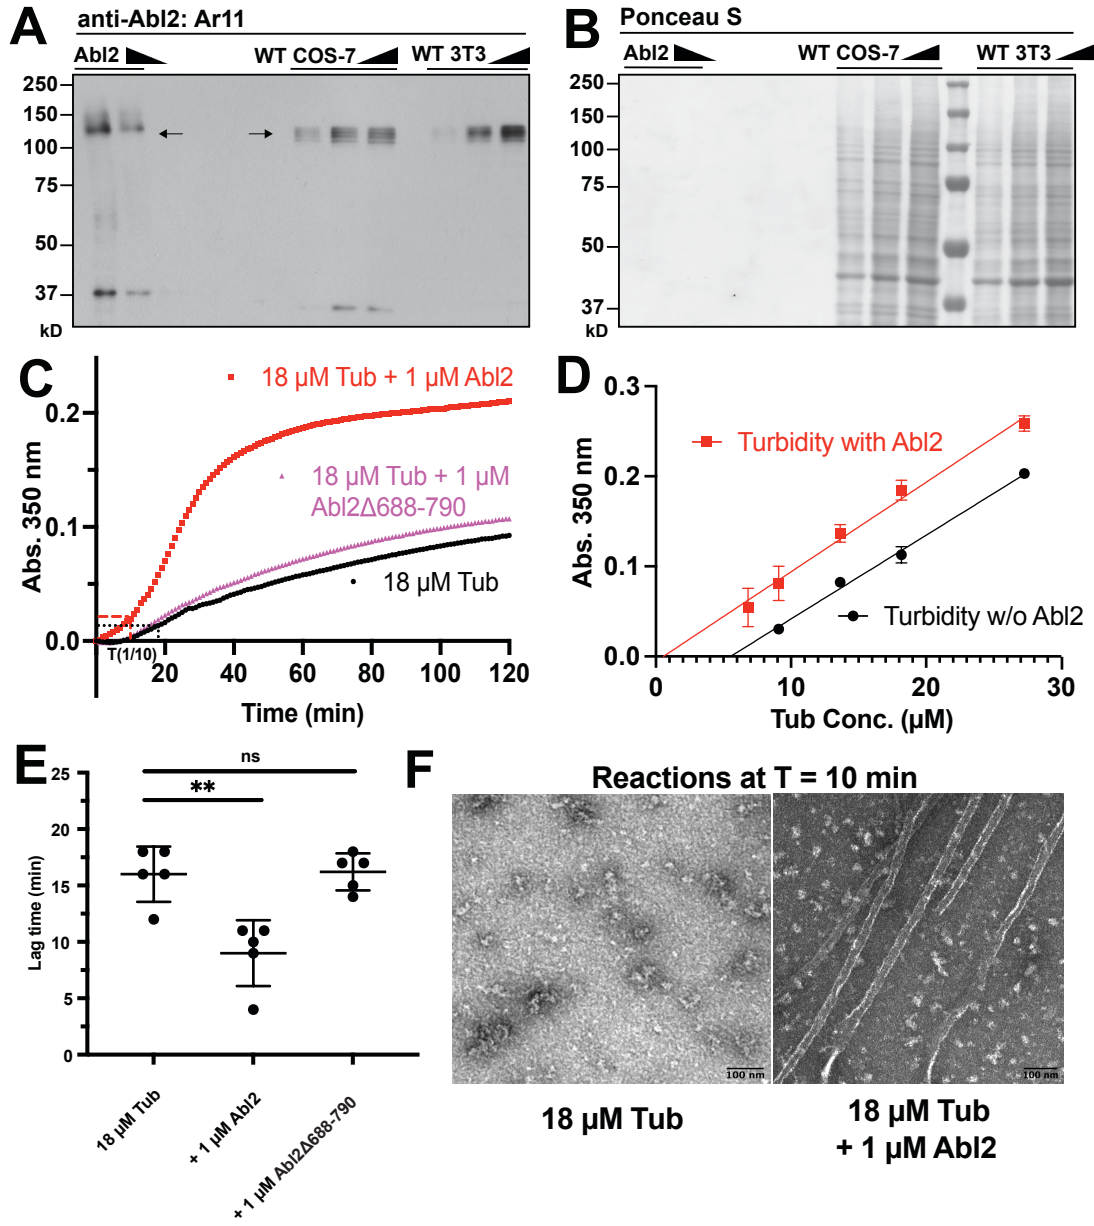 A
anti-Abl2: Ar11
Abl2
WT COS-7
WT 3T3
250
150
100
75
50
37
kD
B
Ponceau S
Abl2
WT COS-7
WT 3T3
250
150
100
75
50
37
kD
C
18 µM Tub + 1 µM Abl2
18 µM Tub + 1 µM
Abl2Δ688-790
18 µM Tub
Abs. 350 nm
0.2
0.1
0.0
T(1/10)
20
40
60
80
100
120
Time (min)
D
Turbidity with Abl2
Turbidity w/o Abl2
Abs. 350 nm
0.3
0.2
0.1
0.0
0
10
20
30
Tub Conc. (µM)
E
ns
**
Lag time (min)
25
20
15
10
5
0
18 µM Tub
+ 1 µM Abl2
+ 1 µM Abl2Δ688-790
F
Reactions at T = 10 min
100 nm
100 nm
18 µM Tub
18 µM Tub
+ 1 µM Abl2